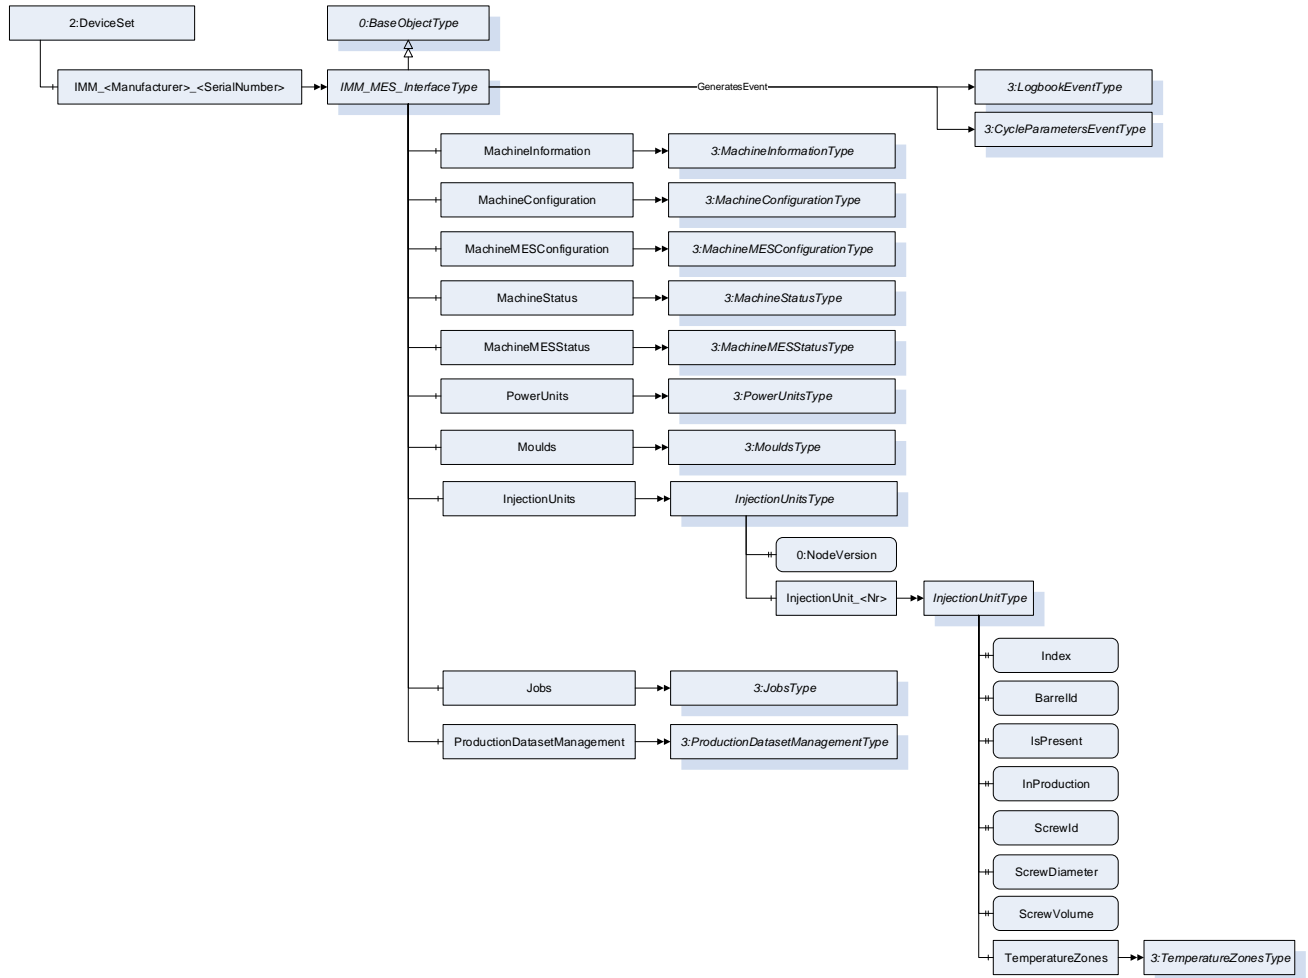 2:DeviceSet
0:BaseObjectType
IMM_<Manufacturer>_<SerialNumber>
IMM_MES_InterfaceType
GeneratesEvent
3:LogbookEventType
3:CycleParametersEventType
MachineInformation
3:MachineInformationType
MachineConfiguration
3:MachineConfigurationType
MachineMESConfiguration
3:MachineMESConfigurationType
MachineStatus
3:MachineStatusType
MachineMESStatus
3:MachineMESStatusType
PowerUnits
3:PowerUnitsType
Moulds
3:MouldsType
InjectionUnits
InjectionUnitsType
0:NodeVersion
InjectionUnit_<Nr>
InjectionUnitType
Index
BarrelId
IsPresent
InProduction
ScrewId
ScrewDiameter
ScrewVolume
TemperatureZones
3:TemperatureZonesType
Jobs
3:JobsType
ProductionDatasetManagement
3:ProductionDatasetManagementType